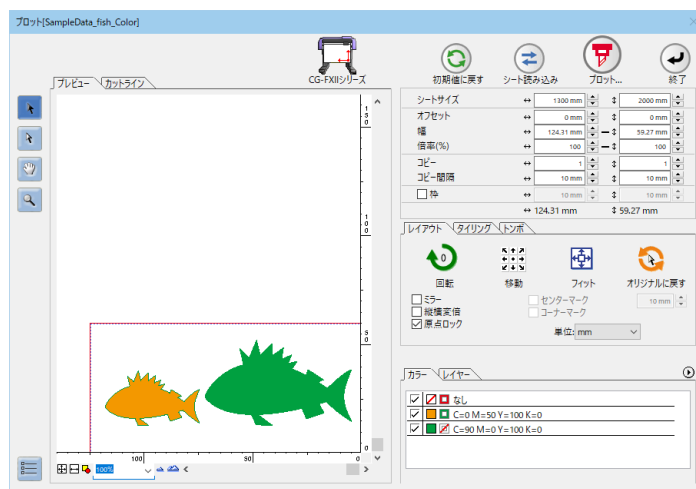 プロット[SampleData_fish_Color]
CG-FXIIシリーズ
初期値に戻す
シート読み込み
プロット...
終了
プレビュー
カットライン
シートサイズ
1300 mm
2000 mm
オフセット
0 mm
0 mm
幅
124.31 mm
59.27 mm
倍率(%)
100
100
コピー
1
1
コピー間隔
10 mm
10 mm
枠
10 mm
10 mm
124.31 mm
59.27 mm
レイアウト
タイリング
トンボ
0
回転
移動
フィット
オリジナルに戻す
ミラー
センターマーク
10 mm
縦横変倍
コーナーマーク
原点ロック
単位: mm
カラー
レイヤー
なし
C=0 M=50 Y=100 K=0
C=90 M=0 Y=100 K=0
150
100
50
0
100
50
0
100%